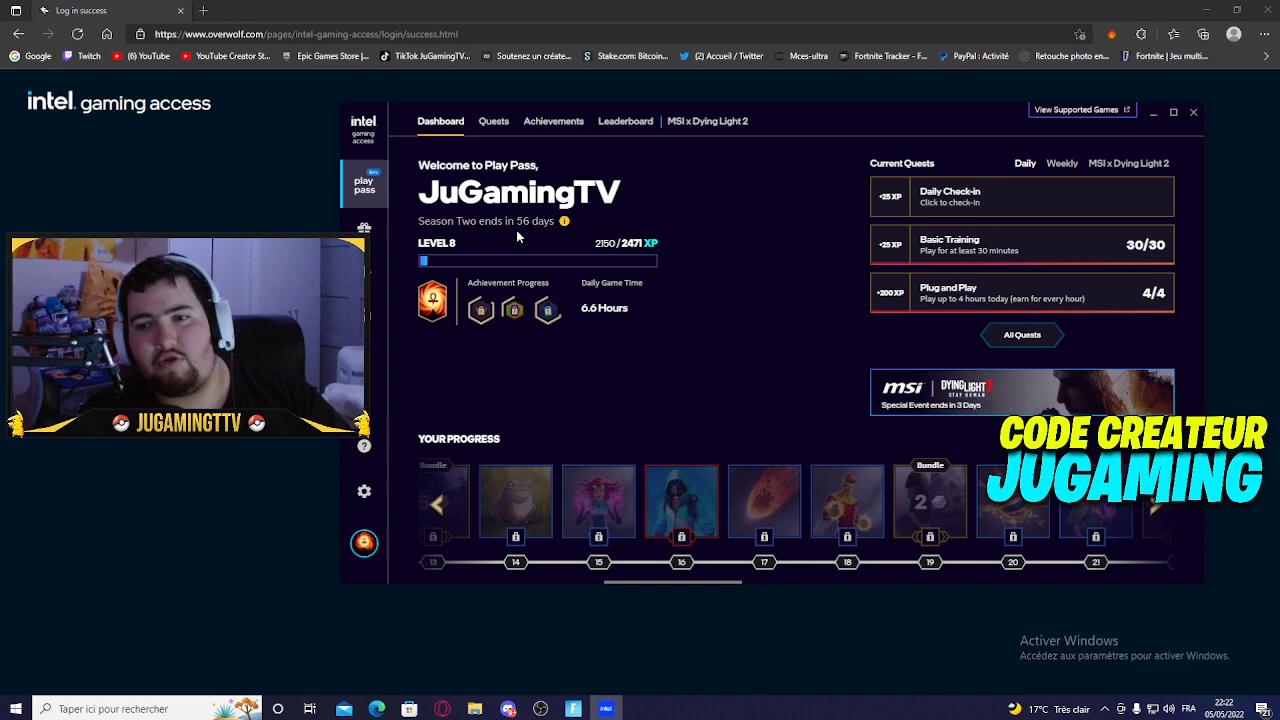 Log in success
https://www.overwolf.com/pages/intel-gaming-access/login/success.html
Google
Twitch
(6) YouTube
YouTube Creator St...
Epic Games Store |...
TikTok JuGamingTV...
Soutenez un create...
Stake.com: Bitcoin...
(2) Accueil / Twitter
Mces-ultra
Fortnite Tracker - F...
PayPal : Activité
Retouche photo en...
Fortnite | Jeu multi...
intel. gaming access
intel
gaming
access
Dashboard
Quests
Achievements
Leaderboard
MSI x Dying Light 2
View Supported Games
Beta
play
pass
Welcome to Play Pass,
JuGamingTV
Season Two ends in 56 days
LEVEL 8
2150 / 2471 XP
Achievement Progress
Daily Game Time
6.6 Hours
Current Quests
Daily
Weekly
MSI x Dying Light 2
+25 XP
Daily Check-in
Click to check-in
+25 XP
Basic Training
Play for at least 30 minutes
30/30
+200 XP
Plug and Play
Play up to 4 hours today (earn for every hour)
4/4
All Quests
msi
DYING LIGHT 2
STAY HUMAN
Special Event ends in 3 Days
JUGAMINGTTV
CODE CREATEUR
JUGAMING
YOUR PROGRESS
Bundle
Bundle
2
13
14
15
16
17
18
19
20
21
Activer Windows
Accédez aux paramètres pour activer Windows.
Taper ici pour rechercher
intel
17°C
Très clair
FRA
22:22
05/05/2022